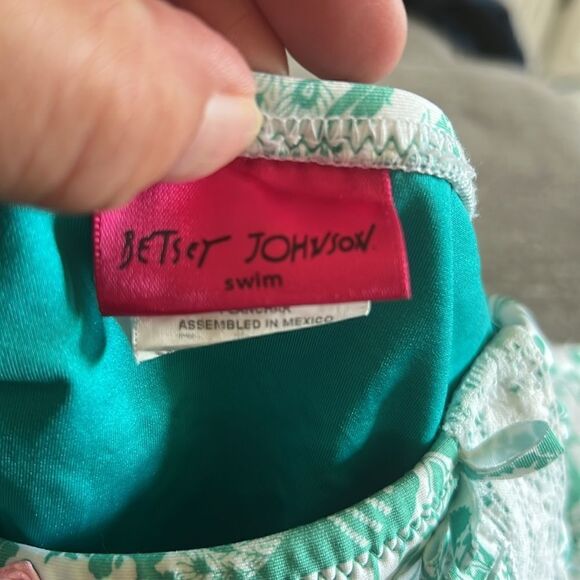 BETSEY JOHNSON
swim
ASSEMBLED IN MEXICO